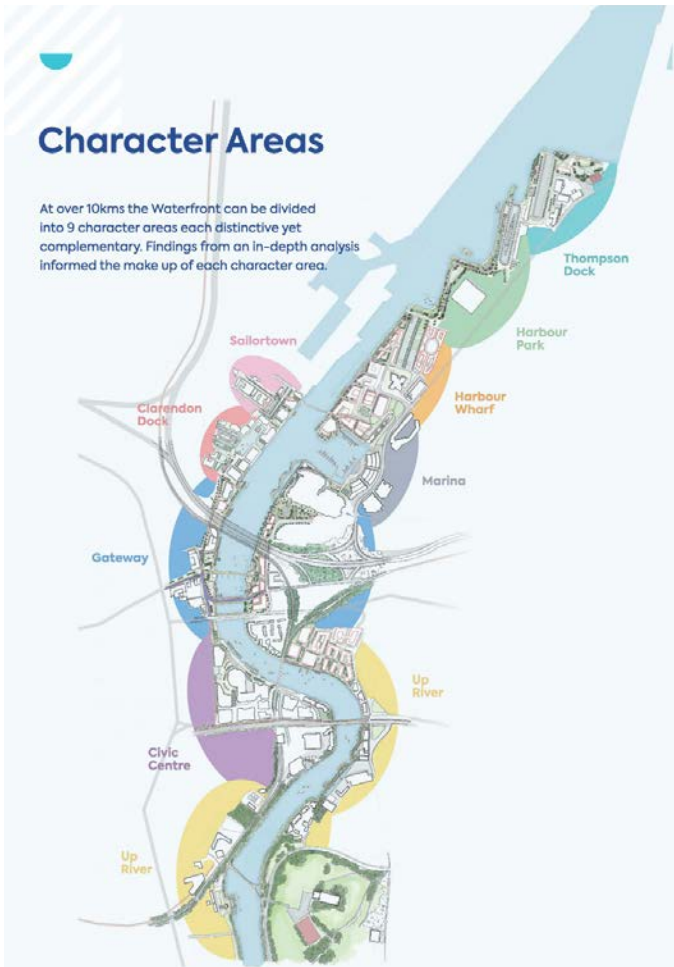 Character Areas
At over 10kms the Waterfront can be divided
into 9 character areas each distinctive yet
complementary. Findings from an in-depth analysis
informed the make up of each character area.
Thompson
Dock
Harbour
Park
Sailortown
Harbour
Wharf
Clarendon
Dock
Marina
Gateway
Up
River
Civic
Centre
Up
River